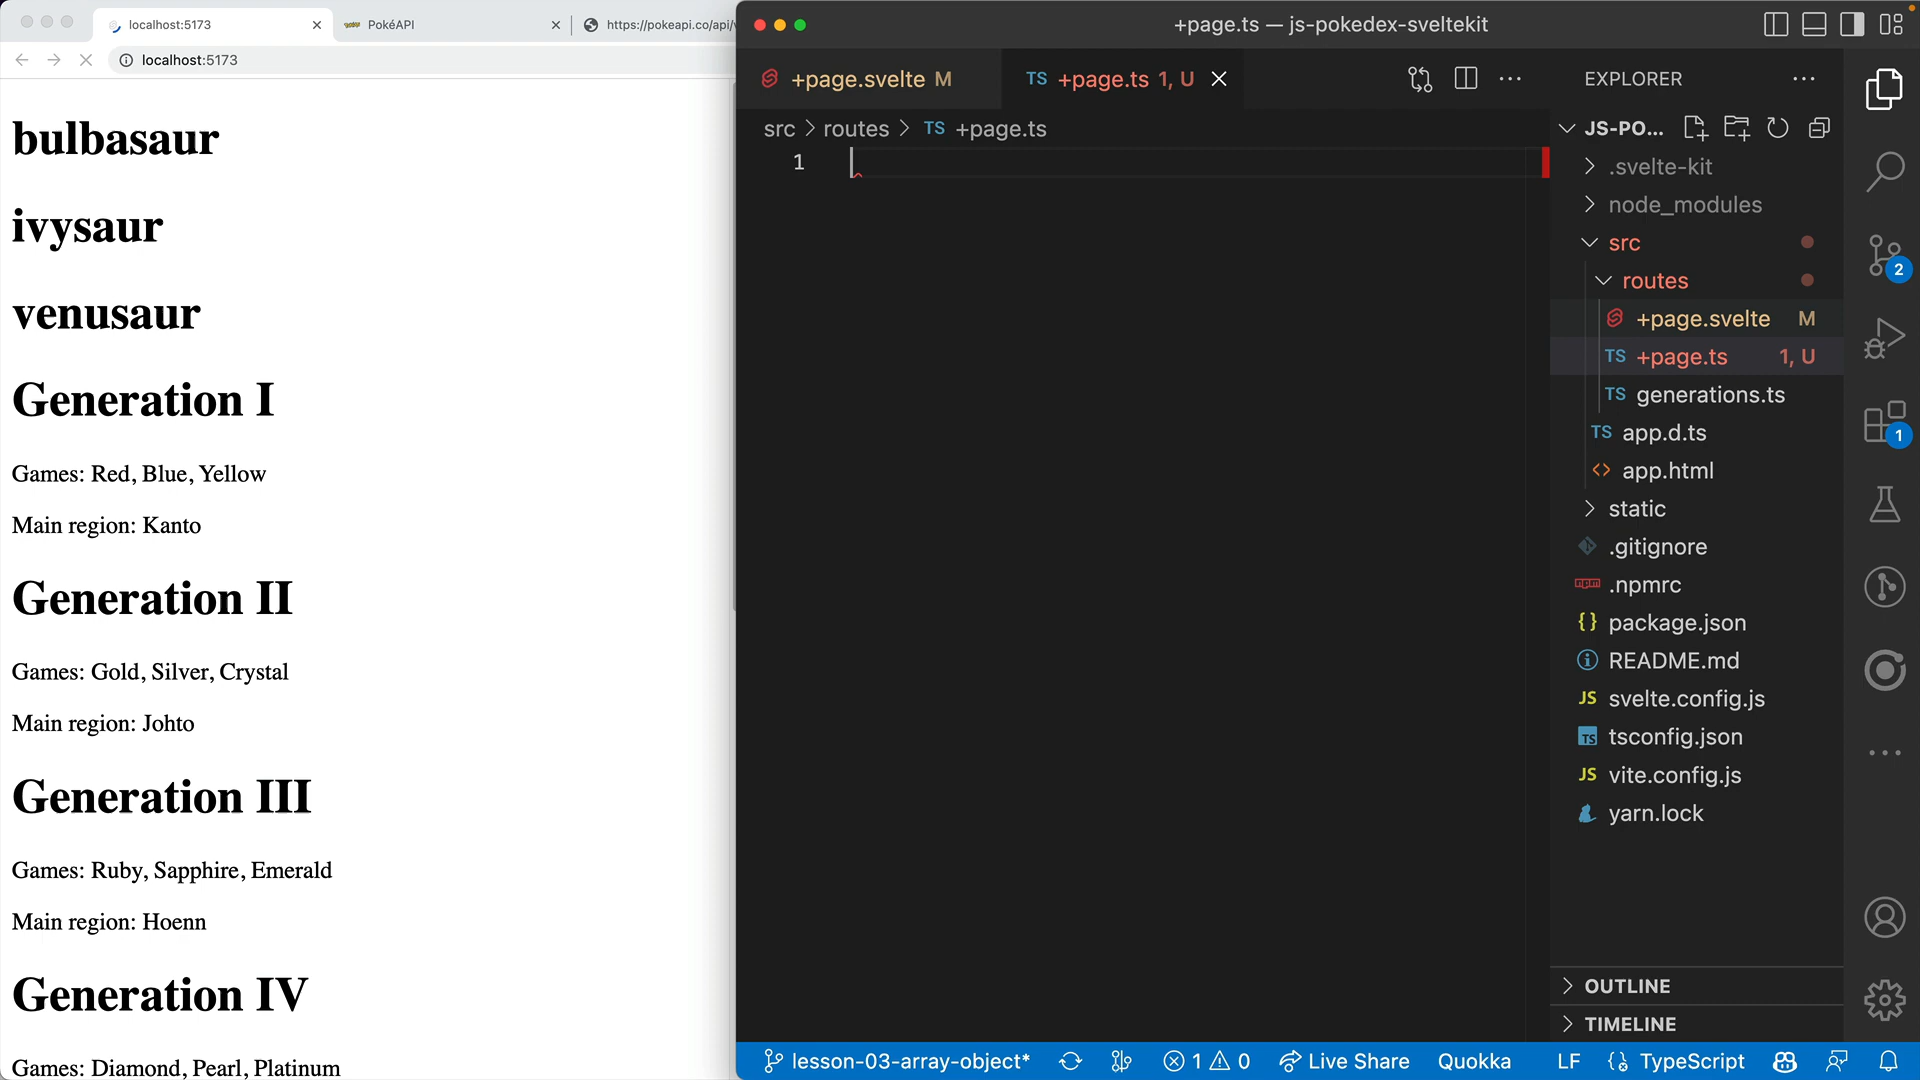 localhost:5173
PokéAPI
https://pokeapi.co/api/v
localhost:5173
bulbasaur
ivysaur
venusaur
Generation I
Games: Red, Blue, Yellow
Main region: Kanto
Generation II
Games: Gold, Silver, Crystal
Main region: Johto
Generation III
Games: Ruby, Sapphire, Emerald
Main region: Hoenn
Generation IV
Games: Diamond, Pearl, Platinum
+page.ts — js-pokedex-sveltekit
+page.svelte M
TS +page.ts 1, U
src > routes > TS +page.ts
1
EXPLORER
JS-PO...
.svelte-kit
node_modules
src
routes
+page.svelte M
TS +page.ts 1, U
TS generations.ts
TS app.d.ts
<> app.html
static
.gitignore
npm .npmrc
{} package.json
README.md
JS svelte.config.js
TS tsconfig.json
JS vite.config.js
yarn.lock
OUTLINE
TIMELINE
2
1
lesson-03-array-object* 1 0 Live Share Quokka LF TypeScript